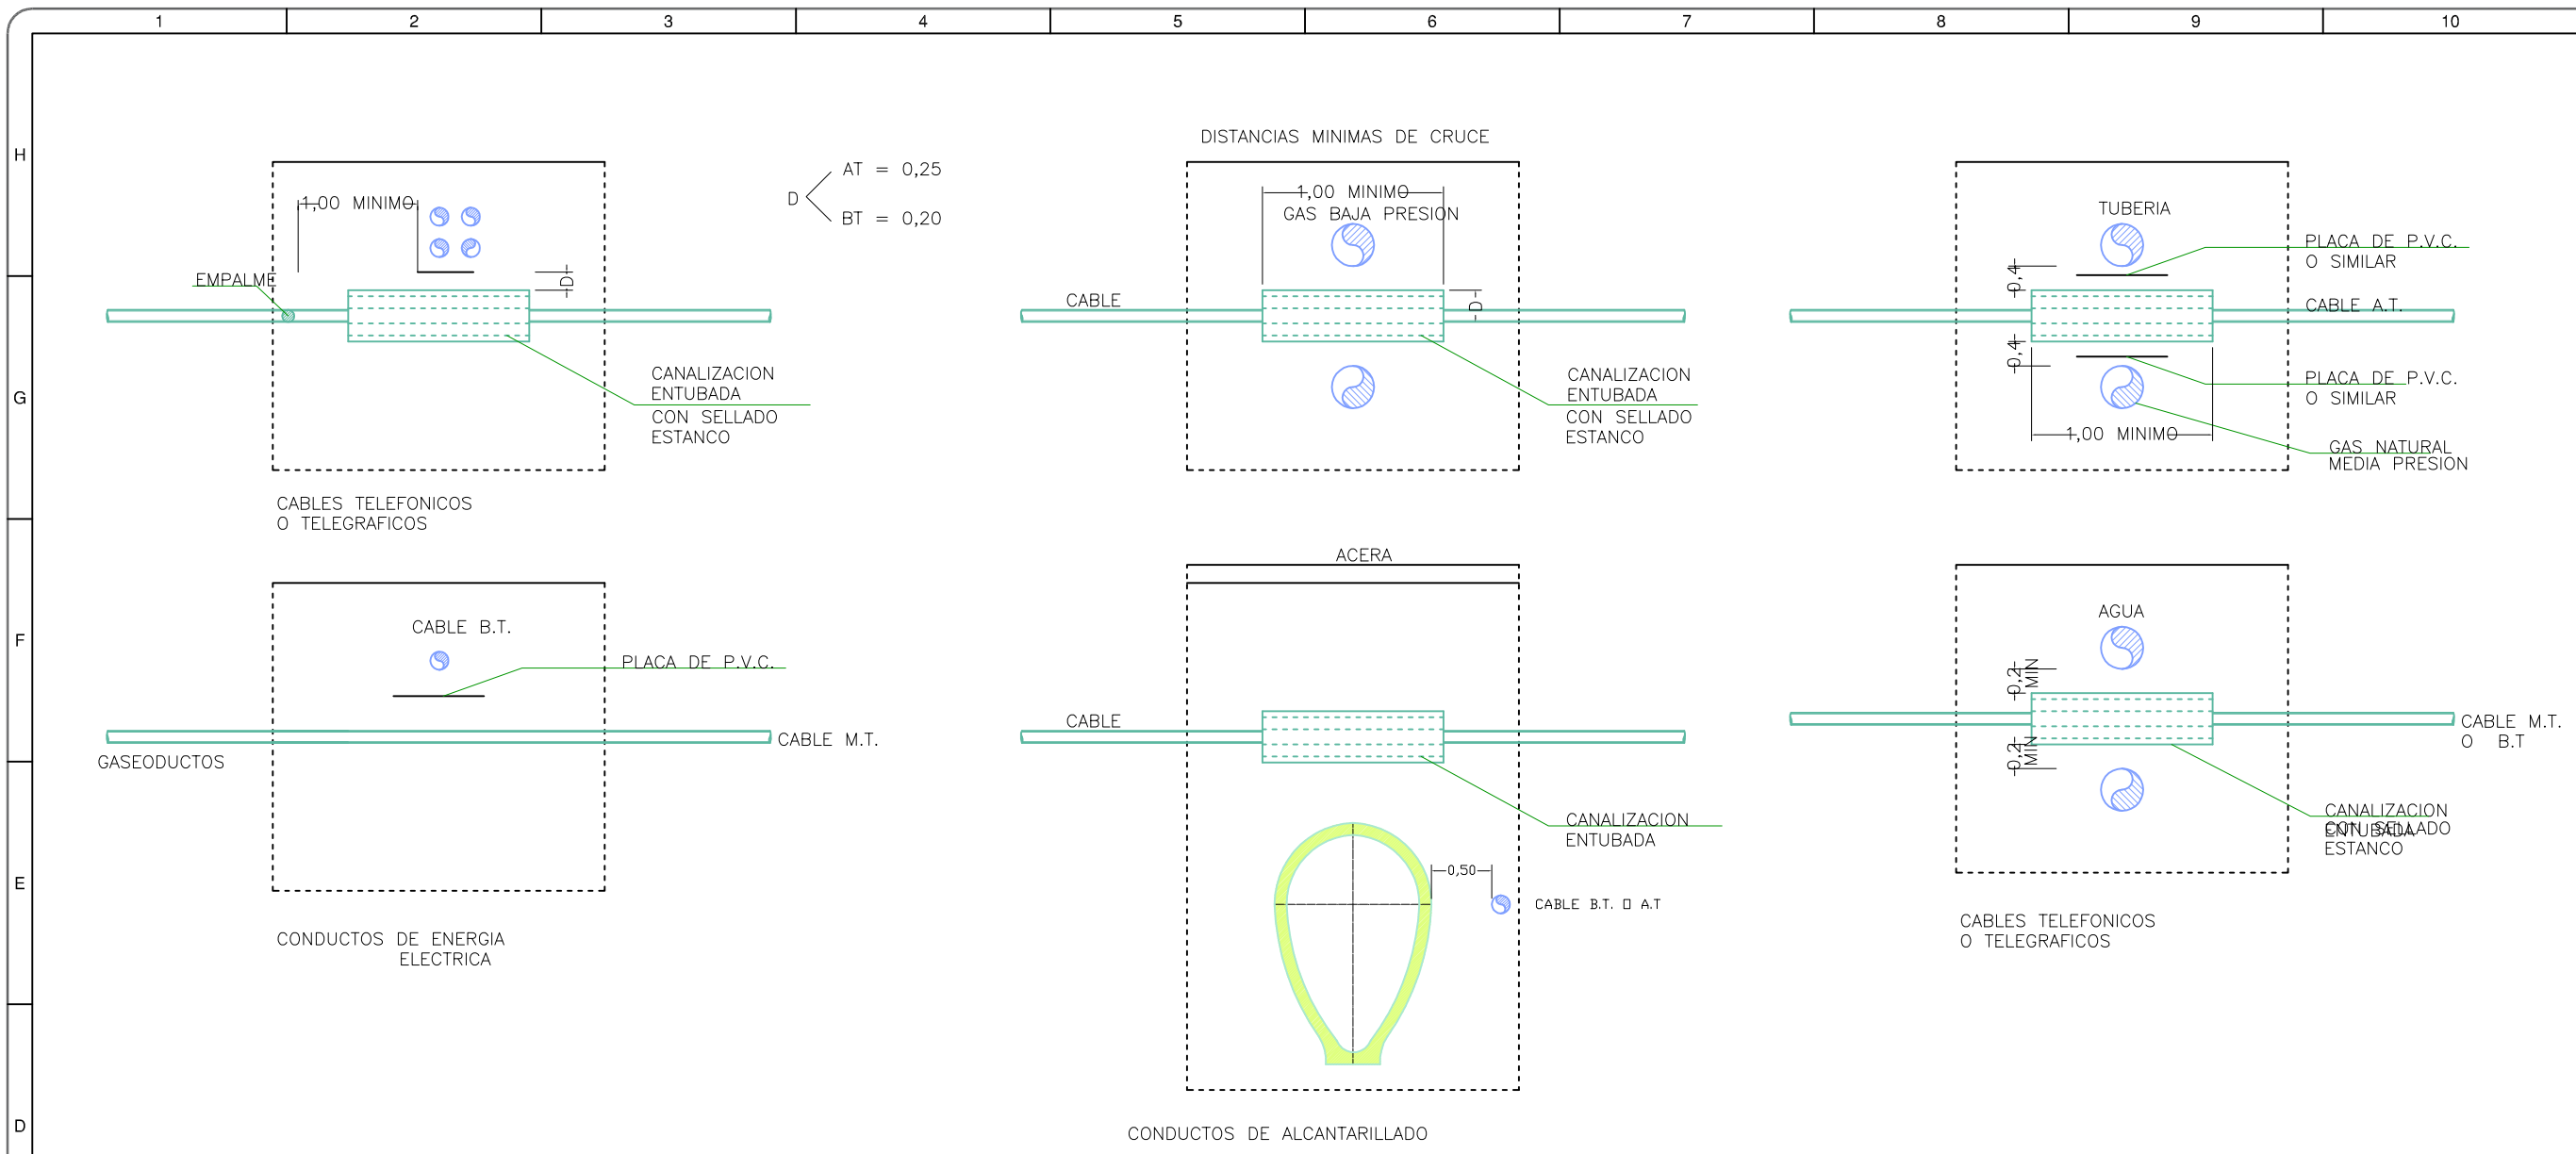 1 2 3 4 5 6 7 8 9 10
H
G
F
E
D
1,00 MINIMO
EMPALME
D
CANALIZACION
ENTUBADA
CON SELLADO
ESTANCO
CABLES TELEFONICOS
O TELEGRAFICOS
D
AT = 0,25
BT = 0,20
DISTANCIAS MINIMAS DE CRUCE
1,00 MINIMO
GAS BAJA PRESION
CABLE
D
CANALIZACION
ENTUBADA
CON SELLADO
ESTANCO
TUBERIA
PLACA DE P.V.C.
O SIMILAR
0,4
CABLE A.T.
0,4
PLACA DE P.V.C.
O SIMILAR
1,00 MINIMO
GAS NATURAL
MEDIA PRESION
CABLE B.T.
PLACA DE P.V.C.
CABLE M.T.
GASEODUCTOS
CONDUCTOS DE ENERGIA
ELECTRICA
ACERA
CABLE
CANALIZACION
ENTUBADA
0,50
CABLE B.T. O A.T
CONDUCTOS DE ALCANTARILLADO
AGUA
0,2
MIN
CABLE M.T.
O B.T
0,2
MIN
CANALIZACION
ENTUBADA
CON SELLADO
ESTANCO
CABLES TELEFONICOS
O TELEGRAFICOS